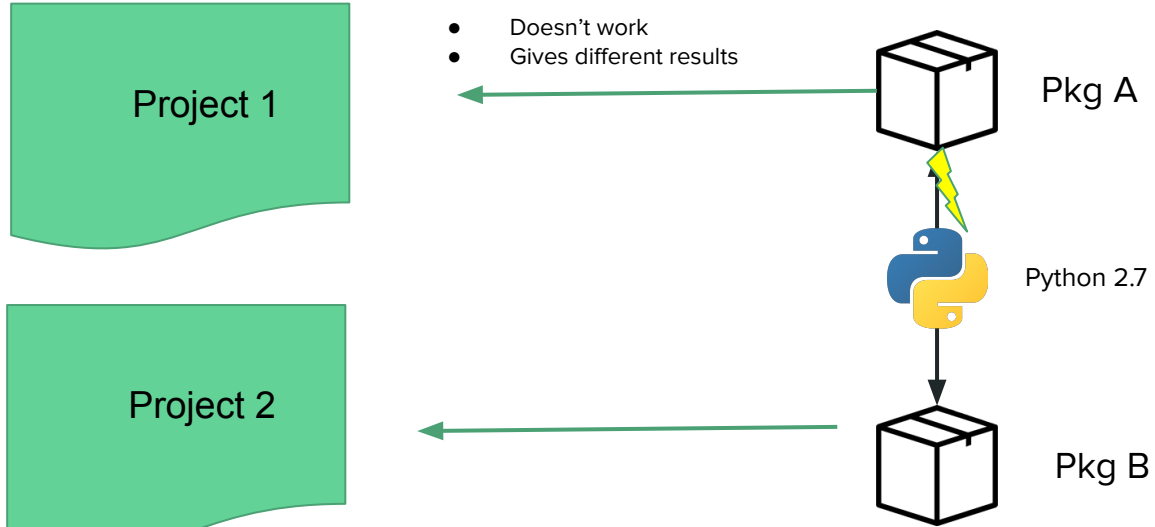 ● Doesn’t work
● Gives different results
Project 1
Pkg A
Python 2.7
Project 2
Pkg B